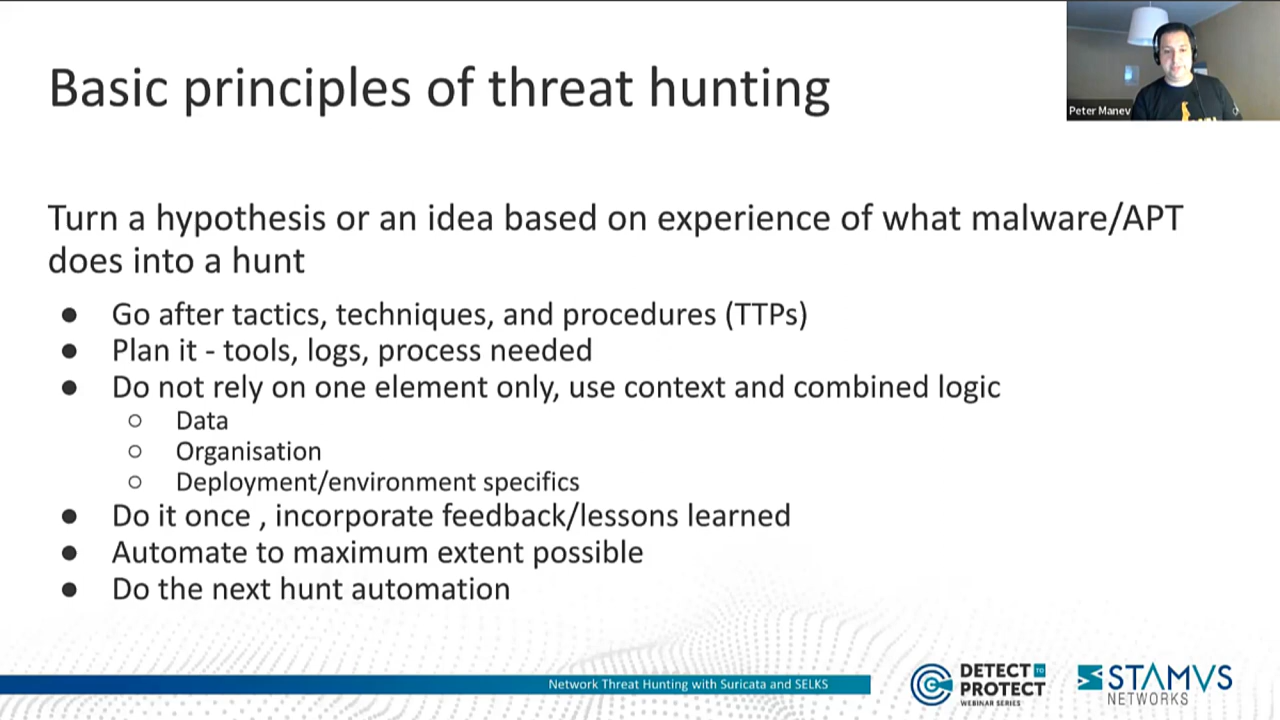 Basic principles of threat hunting
Peter Manev
Turn a hypothesis or an idea based on experience of what malware/APT
does into a hunt
● Go after tactics, techniques, and procedures (TTPs)
● Plan it - tools, logs, process needed
● Do not rely on one element only, use context and combined logic
○ Data
○ Organisation
○ Deployment/environment specifics
● Do it once , incorporate feedback/lessons learned
● Automate to maximum extent possible
● Do the next hunt automation
Network Threat Hunting with Suricata and SELKS
DETECT TO
PROTECT
WEBINAR SERIES
STAMVS
NETWORKS